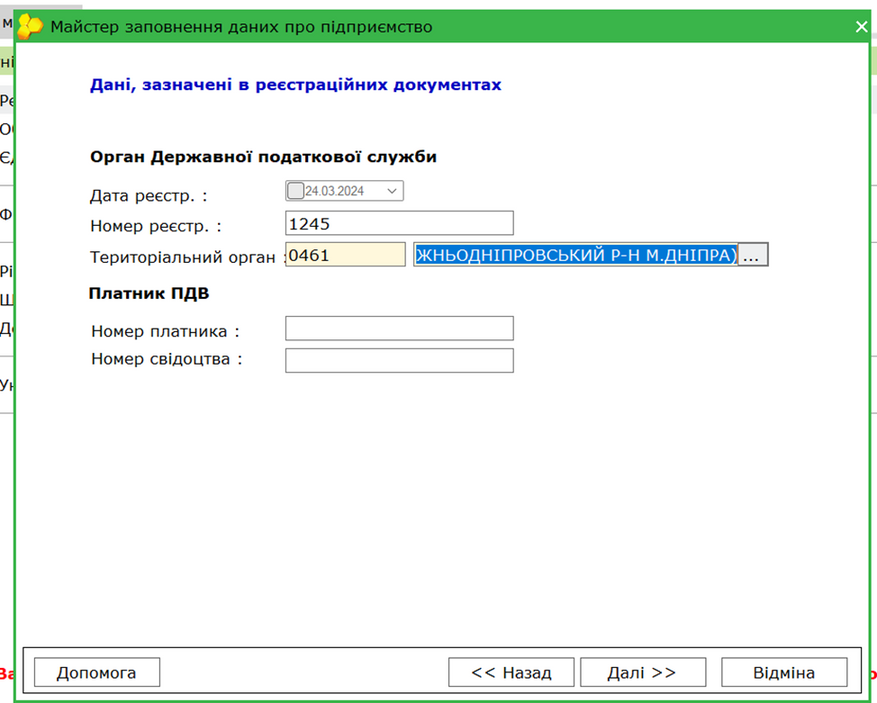 Майстер заповнення даних про підприємство
Дані, зазначені в реєстраційних документах
Орган Державної податкової служби
Дата реєстр. : 24.03.2024
Номер реєстр. : 1245
Територіальний орган : 0461 ЖНЬОДНІПРОВСЬКИЙ Р-Н М.ДНІПРА) ...
Платник ПДВ
Номер платника :
Номер свідоцтва :
Допомога << Назад Далі >> Відміна